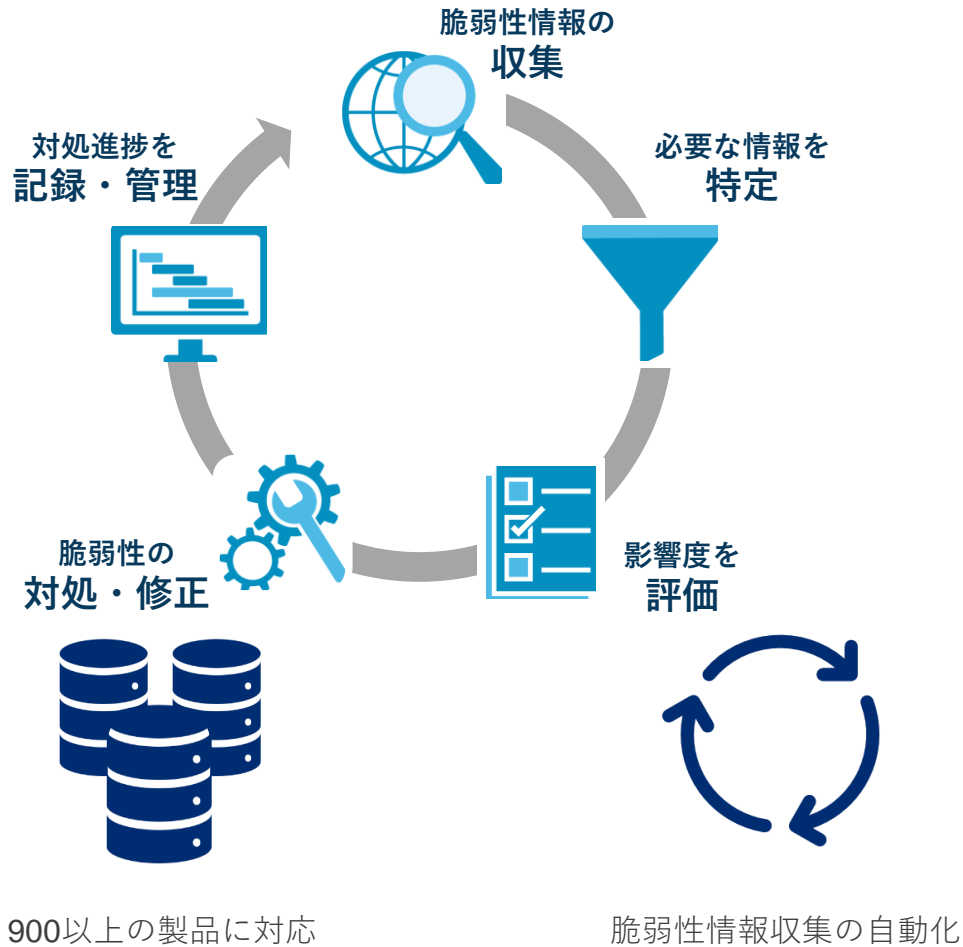 脆弱性情報の
収集
必要な情報を
特定
影響度を
評価
脆弱性の
対処・修正
対処進捗を
記録・管理
900以上の製品に対応
脆弱性情報収集の自動化